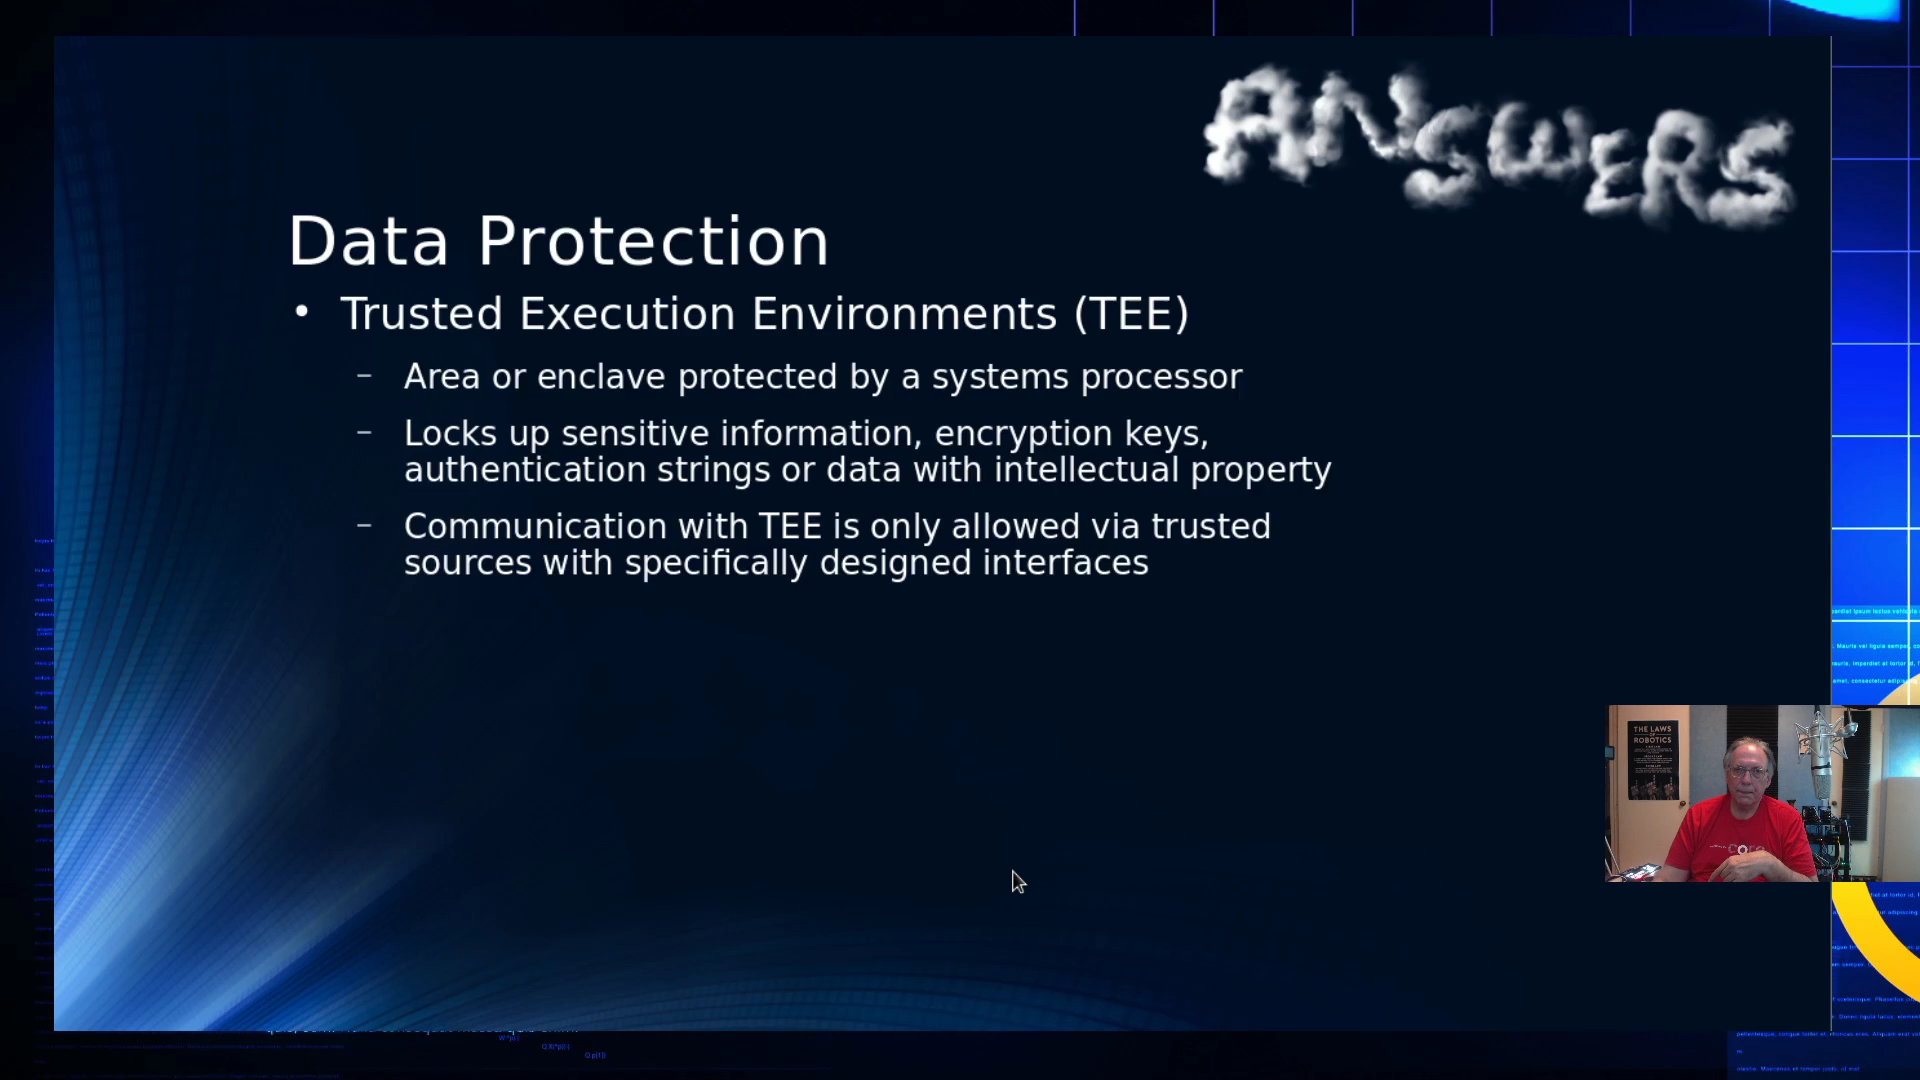 ANSWERS
Data Protection
• Trusted Execution Environments (TEE)
– Area or enclave protected by a systems processor
– Locks up sensitive information, encryption keys,
authentication strings or data with intellectual property
– Communication with TEE is only allowed via trusted
sources with specifically designed interfaces
THE LAWS
OF
ROBOTICS